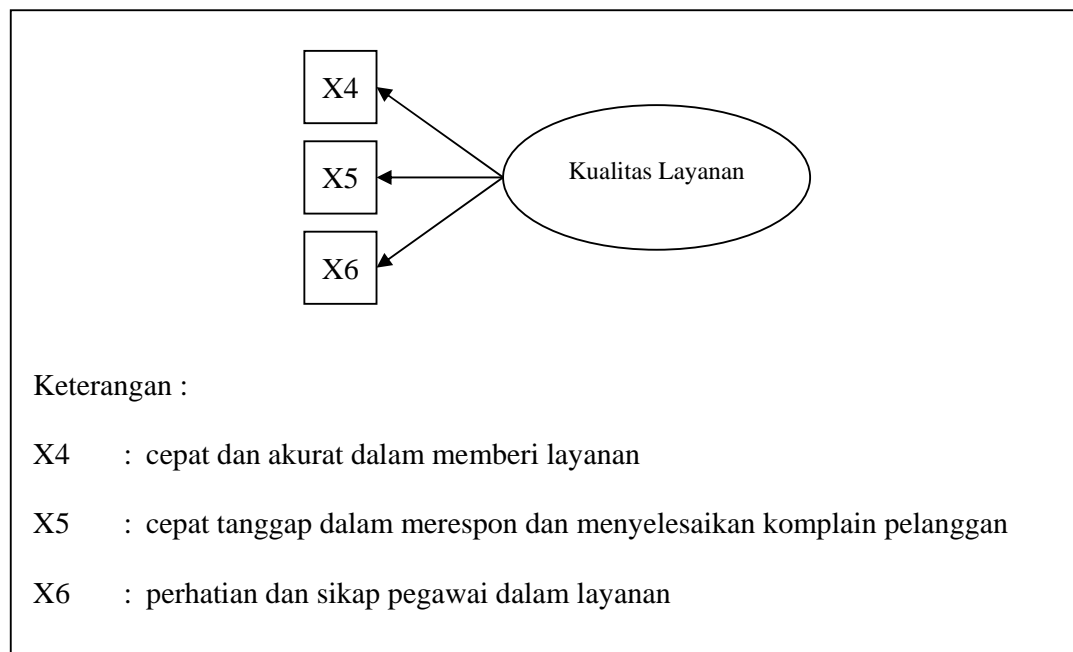 X4
X5
Kualitas Layanan
X6
Keterangan :
X4 : cepat dan akurat dalam memberi layanan
X5 : cepat tanggap dalam merespon dan menyelesaikan komplain pelanggan
X6 : perhatian dan sikap pegawai dalam layanan